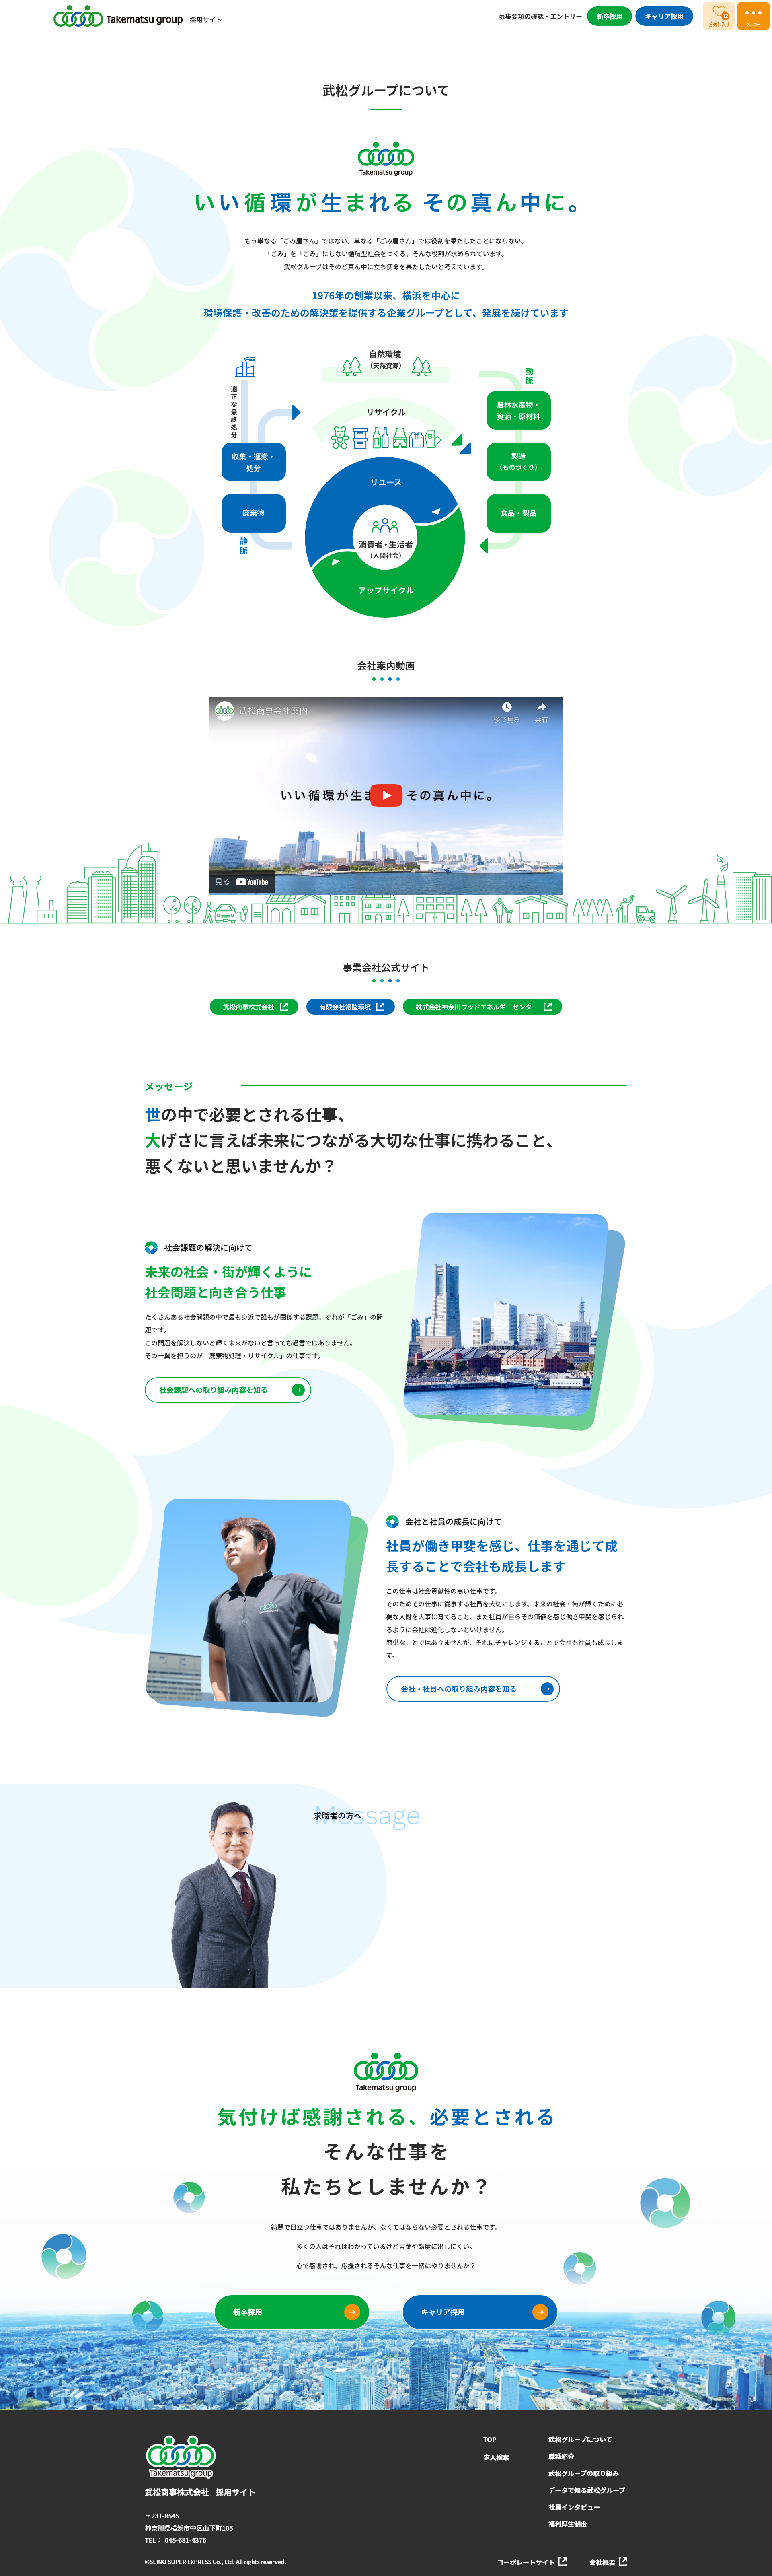 Takematsu group 採用サイト
募集要項の確認・エントリー
新卒採用
キャリア採用
12
お気に入り
メニュー
武松グループについて
Takematsu group
いい循環が生まれる その真ん中に。
もう単なる「ごみ屋さん」ではない。単なる「ごみ屋さん」では役割を果たしたことにならない。
「ごみ」を「ごみ」にしない循環型社会をつくる、そんな役割が求められています。
武松グループはそのど真ん中に立ち使命を果たしたいと考えています。
1976年の創業以来、横浜を中心に
環境保護・改善のための解決策を提供する企業グループとして、発展を続けています
自然環境
（天然資源）
動脈
適正な最終処分
リサイクル
農林水産物・
資源・原材料
収集・運搬・
処分
製造
（ものづくり）
リユース
廃棄物
食品・製品
静脈
消費者・生活者
（人間社会）
アップサイクル
会社案内動画
武松商事会社案内
後で見る
共有
いい循環が生ま その真ん中に。
見る YouTube
事業会社公式サイト
武松商事株式会社
有限会社常陸環境
株式会社神奈川ウッドエネルギーセンター
メッセージ
世の中で必要とされる仕事、
大げさに言えば未来につながる大切な仕事に携わること、
悪くないと思いませんか？
社会課題の解決に向けて
未来の社会・街が輝くように
社会問題と向き合う仕事
たくさんある社会問題の中で最も身近で誰もが関係する課題。それが「ごみ」の問
題です。
この問題を解決しないと輝く未来がないと言っても過言ではありません。
その一翼を担うのが「廃棄物処理・リサイクル」の仕事です。
社会課題への取り組み内容を知る
会社と社員の成長に向けて
社員が働き甲斐を感じ、仕事を通じて成
長することで会社も成長します
この仕事は社会貢献性の高い仕事です。
そのためその仕事に従事する社員を大切にします。未来の社会・街が輝くために必
要な人財を大事に育てること、また社員が自らその価値を感じ働き甲斐を感じられ
るように会社は進化しないといけません。
簡単なことではありませんが、それにチャレンジすることで会社も社員も成長しま
す。
会社・社員への取り組み内容を知る
Message
求職者の方へ
Takematsu group
気付けば感謝される、必要とされる
そんな仕事を
私たちとしませんか？
綺麗で目立つ仕事ではありませんが、なくてはならない必要とされる仕事です。
多くの人はそれはわかっているけど言葉や態度に出しにくい。
心で感謝され、応援されるそんな仕事を一緒にやりませんか？
新卒採用
キャリア採用
Takematsu group
武松商事株式会社 採用サイト
〒231-8545
神奈川県横浜市中区山下町105
TEL： 045-681-4376
TOP
求人検索
武松グループについて
職種紹介
武松グループの取り組み
データで知る武松グループ
社員インタビュー
福利厚生制度
©SEINO SUPER EXPRESS Co., Ltd. All rights reserved.
コーポレートサイト
会社概要